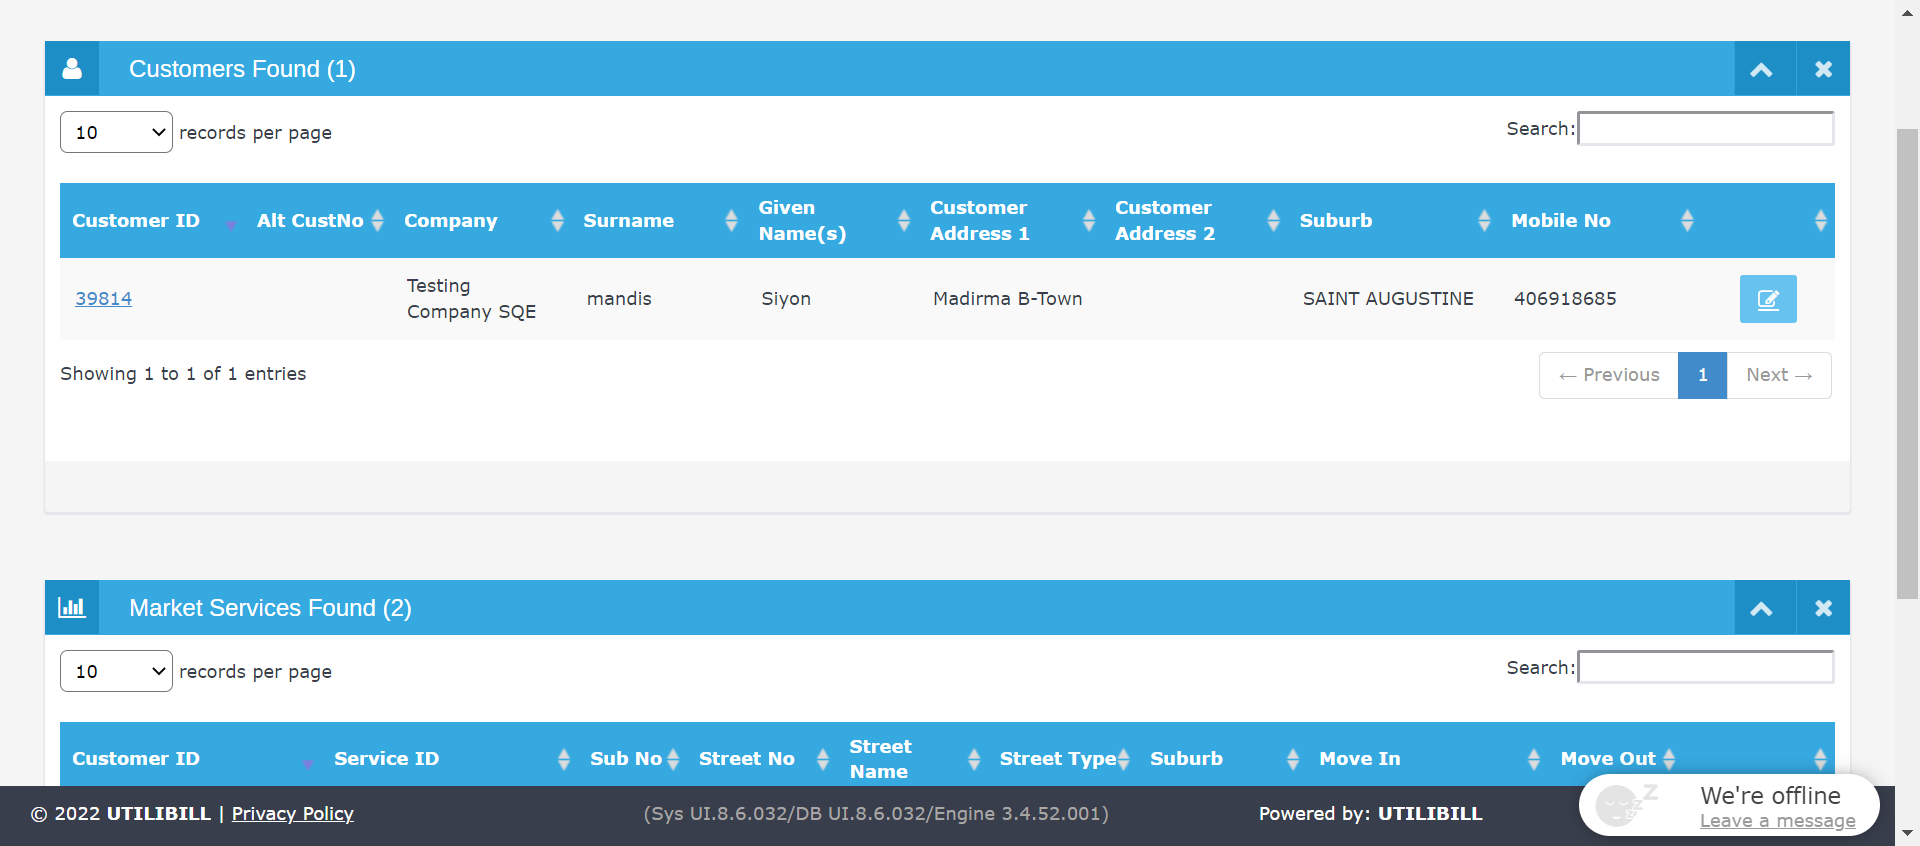 Customers Found (1)
10 records per page
Search:
Customer ID Alt CustNo Company Surname Given Name(s) Customer Address 1 Customer Address 2 Suburb Mobile No
39814 Testing Company SQE mandis Siyon Madirma B-Town SAINT AUGUSTINE 406918685
Showing 1 to 1 of 1 entries
← Previous 1 Next →
Market Services Found (2)
10 records per page
Search:
Customer ID Service ID Sub No Street No Street Name Street Type Suburb Move In Move Out
© 2022 UTILIBILL | Privacy Policy
(Sys UI.8.6.032/DB UI.8.6.032/Engine 3.4.52.001)
Powered by: UTILIBILL
We're offline
Leave a message